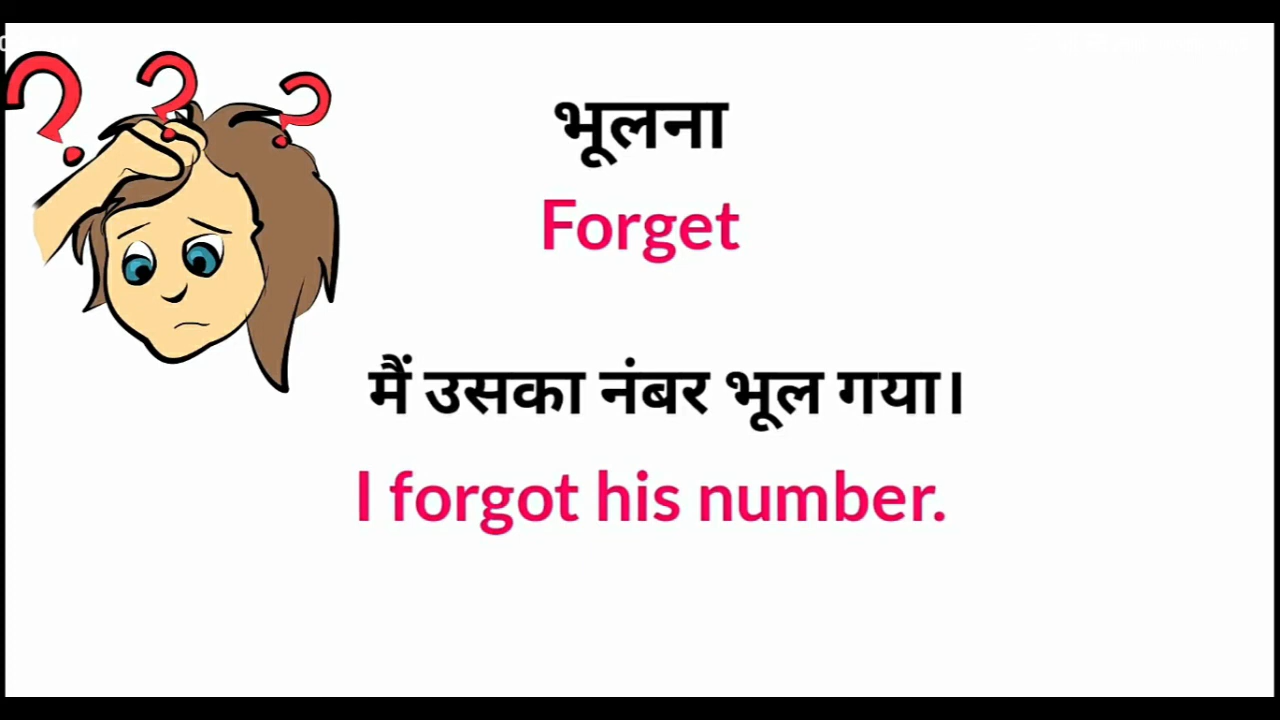 भूलना
Forget
मैं उसका नंबर भूल गया।
I forgot his number.